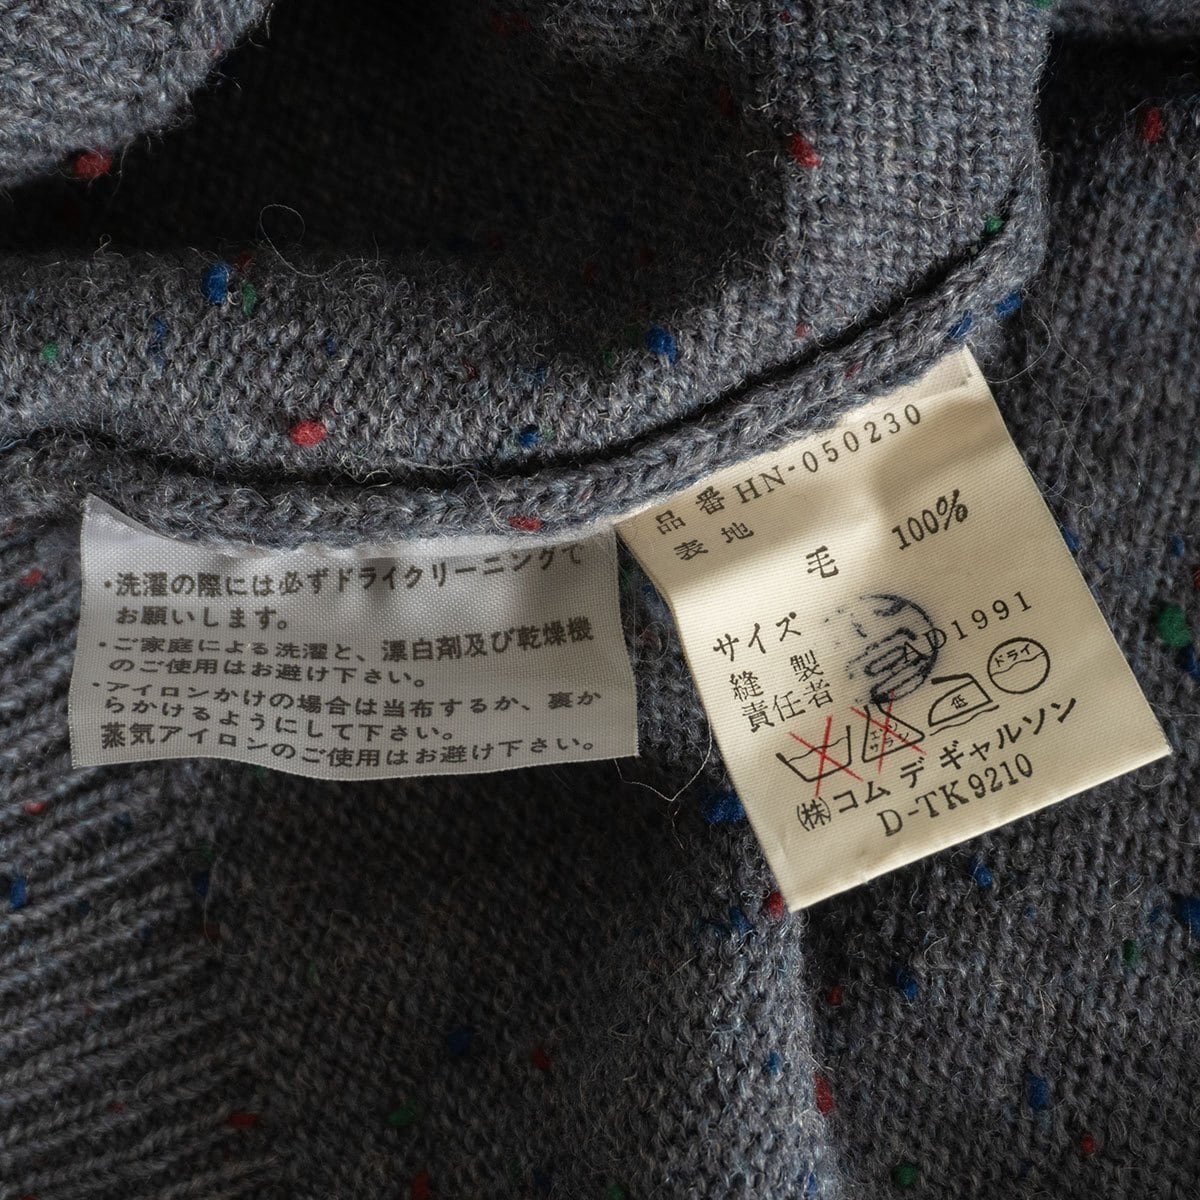 ・洗濯の際には必ずドライクリーニングで
お願いします。
・ご家庭による洗濯と、漂白剤及び乾燥機
のご使用はお避け下さい。
・アイロンかけの場合は当布するか、裏か
らかけるようにして下さい。
蒸気アイロンのご使用はお避け下さい。
品番 HN-050230
表地
毛 100%
サイズ
AD1991
縫製
責任者
エンソ
サラシ
低
ドライ
(株)コム デ ギャルソン
D-TK9210